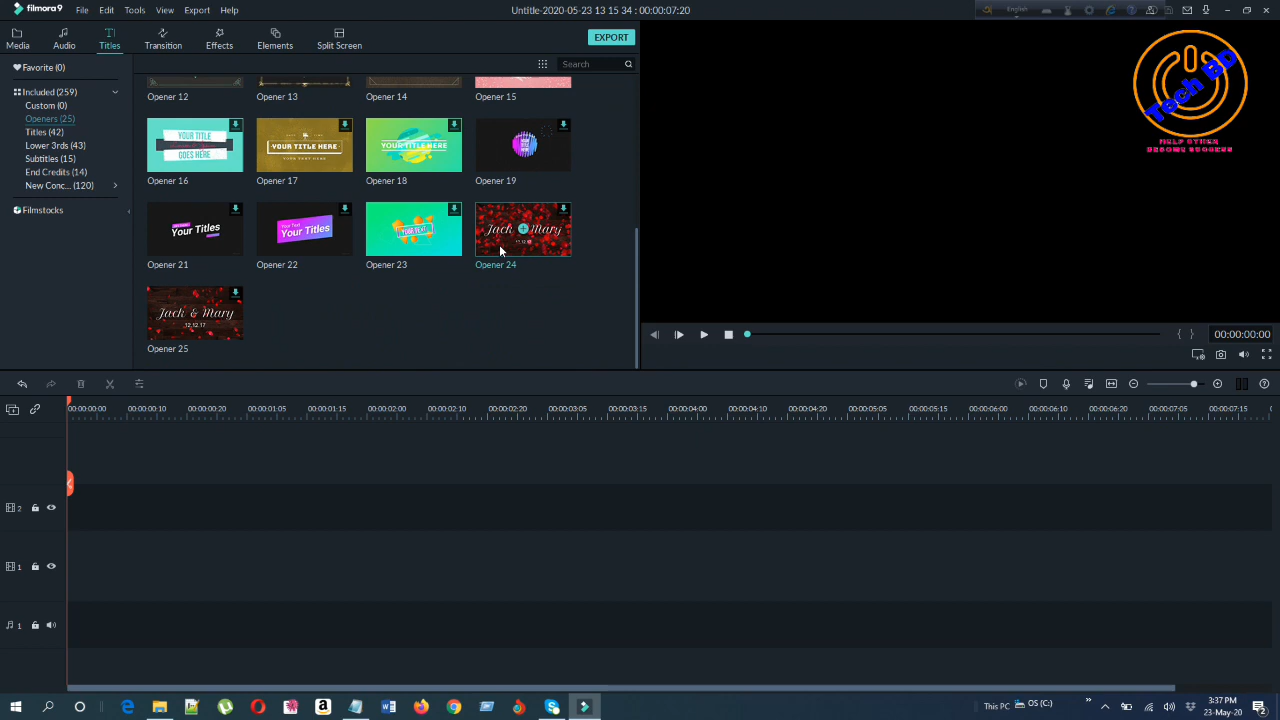 filmora9 File Edit Tools View Export Help
Untitle-2020-05-23 13 15 34 : 00:00:07:20
English
Media Audio Titles Transition Effects Elements Split Screen
EXPORT
Favorite (0)
Search
Included (259)
Custom (0)
Openers (25)
Titles (42)
Lower 3rds (43)
Subtitles (15)
End Credits (14)
New Conc... (120)
Filmstocks
Opener 12 Opener 13 Opener 14 Opener 15
YOUR TITLE
GOES HERE
YOUR TITLE HERE
YOUR TITLE HERE
Opener 16 Opener 17 Opener 18 Opener 19
Your Titles
Your Text
Your Titles
YOUR TEXT
Jack Mary
Opener 21 Opener 22 Opener 23 Opener 24
Jack & Mary
12.12.17
Opener 25
Tech BD
HELP OTHER
BECOME SUCCESS
00:00:00:00
00:00:00:00 00:00:00:10 00:00:00:20 00:00:01:05 00:00:01:15 00:00:02:00 00:00:02:10 00:00:02:20 00:00:03:05 00:00:03:15 00:00:04:00 00:00:04:10 00:00:04:20 00:00:05:05 00:00:05:15 00:00:06:00 00:00:06:10 00:00:06:20 00:00:07:05 00:00:07:15
2
1
1
This PC OS (C:)
3:37 PM
23-May-20
2